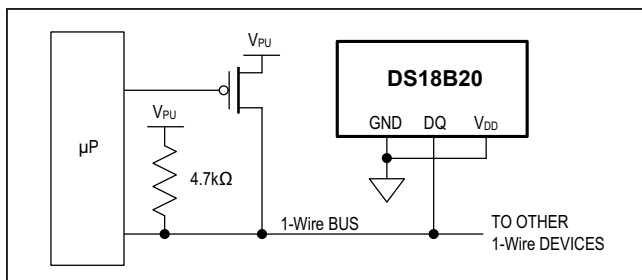 VPU
DS18B20
GND DQ VDD
VPU
µP
4.7kΩ
1-Wire BUS
TO OTHER
1-Wire DEVICES